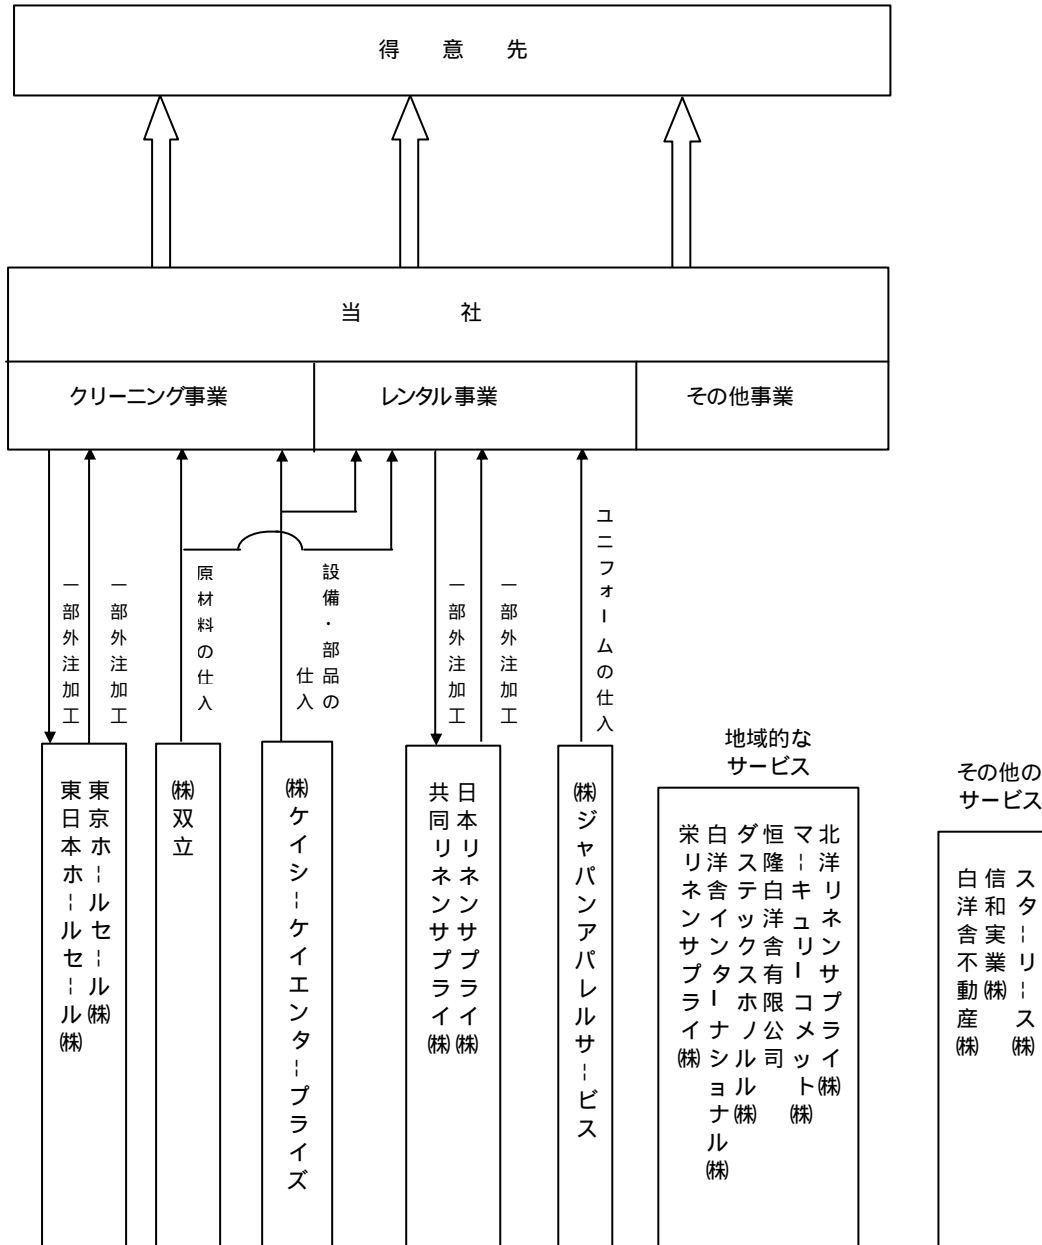 得意先
当社
クリーニング事業
レンタル事業
その他事業
一部外注加工
一部外注加工
原材料の仕入
設備・部品の
仕入
一部外注加工
一部外注加工
ユニフォームの仕入
東京ホールセール㈱
東日本ホールセール㈱
㈱双立
㈱ケイシーケイエンタープライズ
日本リネンサプライ㈱
共同リネンサプライ㈱
㈱ジャパンアパレルサービス
地域的な
サービス
北洋リネンサプライ㈱
マーキュリーコメット㈱
恒隆白洋舎有限公司
ダステックスホノルル㈱
白洋舎インターナショナル㈱
栄リネンサプライ㈱
その他の
サービス
スターリース㈱
信和実業㈱
白洋舎不動産㈱